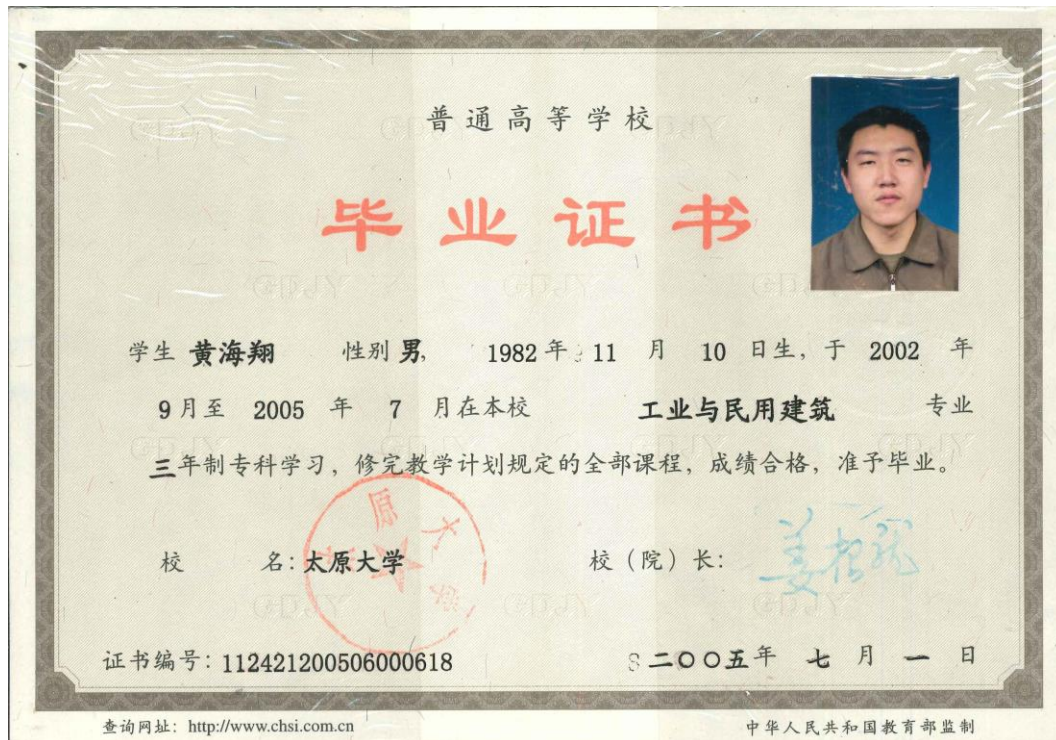 普通高等学校
毕业证书
学生 黄海翔 性别 男, 1982 年 11 月 10 日生, 于 2002 年
9 月至 2005 年 7 月在本校 工业与民用建筑 专业
三年制专科学习, 修完教学计划规定的全部课程, 成绩合格, 准予毕业。
校 名: 太原大学 校 (院) 长:
证书编号: 112421200506000618 二〇〇五年 七 月 一 日
查询网址: http://www.chsi.com.cn 中华人民共和国教育部监制